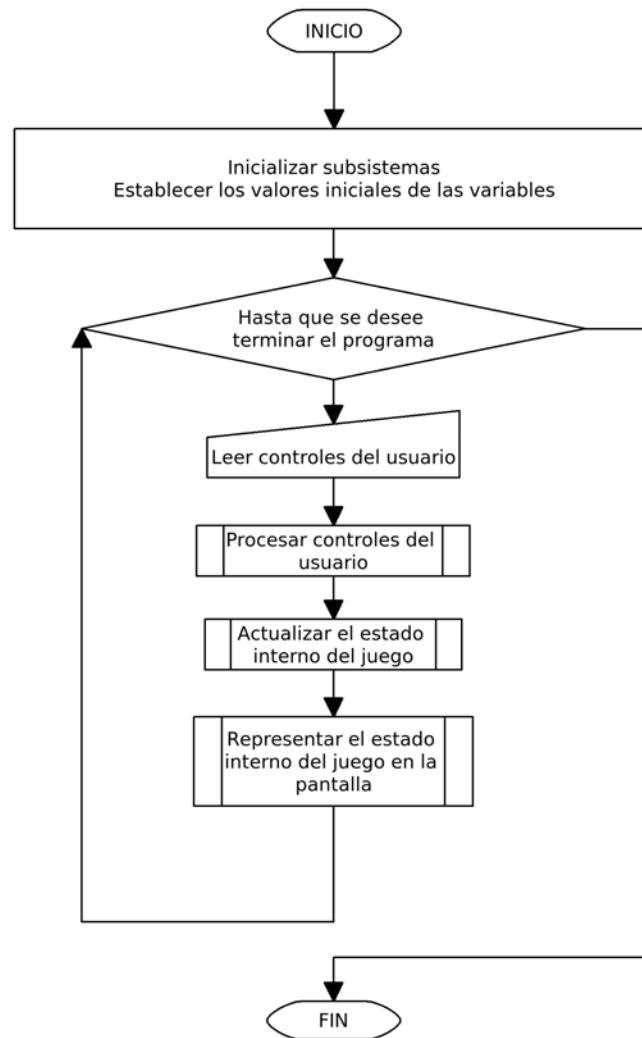 INICIO
Inicializar subsistemas
Establecer los valores iniciales de las variables
Hasta que se desee
terminar el programa
Leer controles del usuario
Procesar controles del
usuario
Actualizar el estado
interno del juego
Representar el estado
interno del juego en la
pantalla
FIN